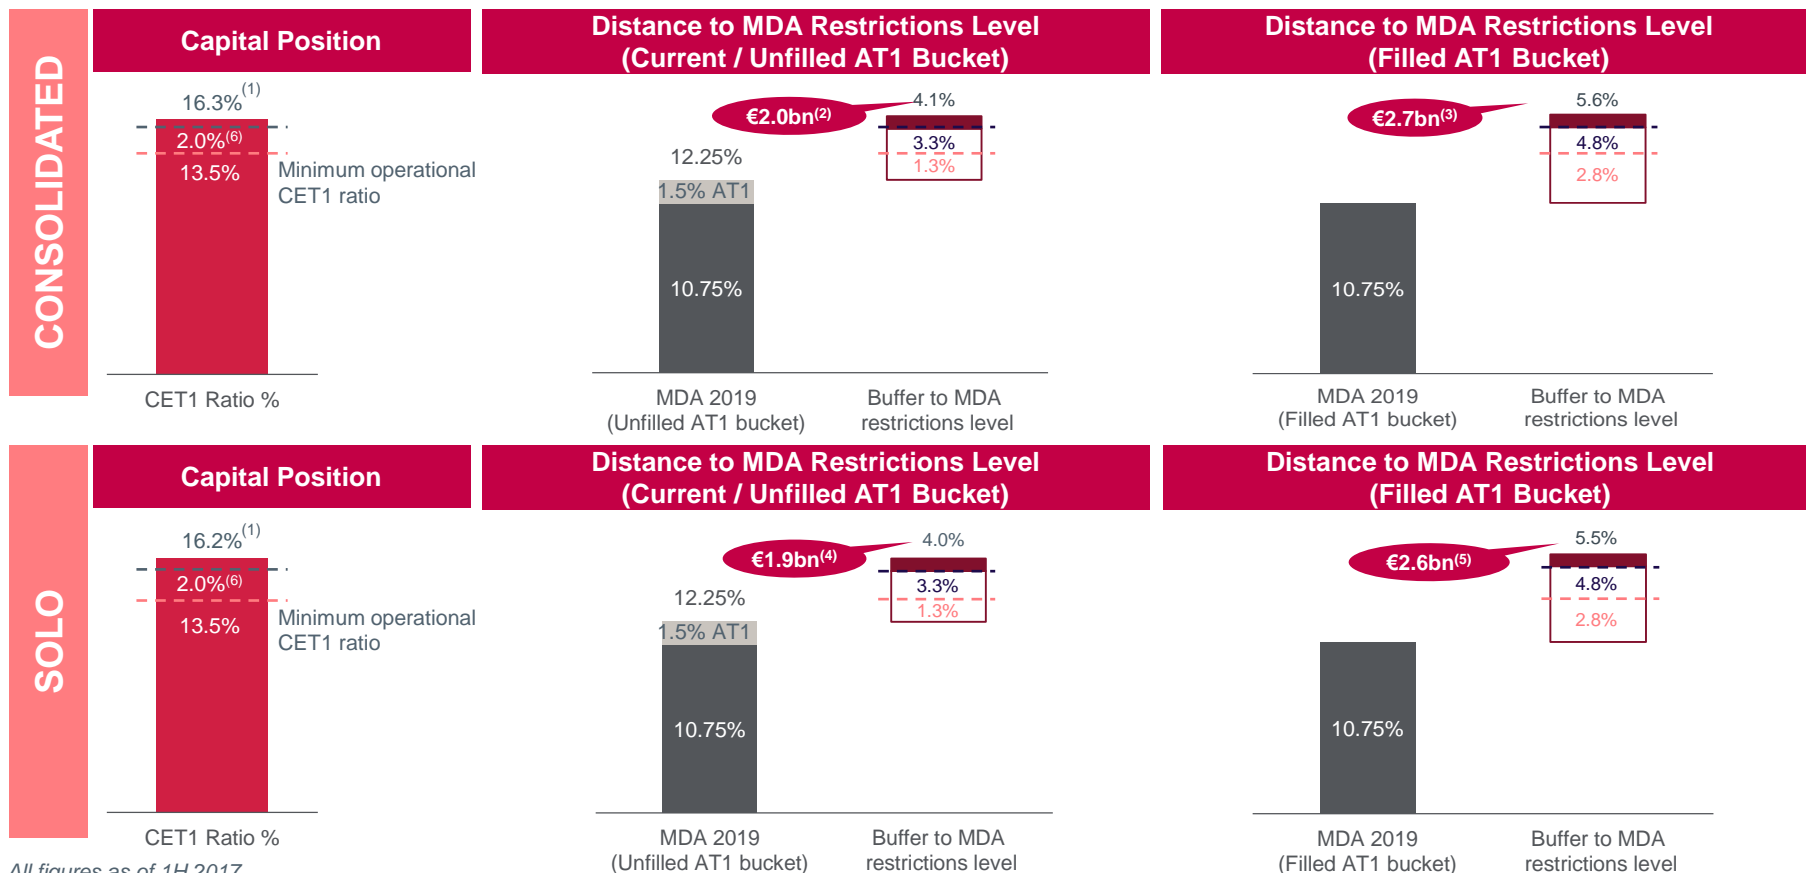 CONSOLIDATED
Capital Position
16.3%(1)
2.0%(6)
13.5%
Minimum operational
CET1 ratio
CET1 Ratio %
Distance to MDA Restrictions Level
(Current / Unfilled AT1 Bucket)
€2.0bn(2)
4.1%
3.3%
1.3%
12.25%
1.5% AT1
10.75%
MDA 2019
(Unfilled AT1 bucket)
Buffer to MDA
restrictions level
Distance to MDA Restrictions Level
(Filled AT1 Bucket)
€2.7bn(3)
5.6%
4.8%
2.8%
10.75%
MDA 2019
(Filled AT1 bucket)
Buffer to MDA
restrictions level
SOLO
Capital Position
16.2%(1)
2.0%(6)
13.5%
Minimum operational
CET1 ratio
CET1 Ratio %
Distance to MDA Restrictions Level
(Current / Unfilled AT1 Bucket)
€1.9bn(4)
4.0%
3.3%
1.3%
12.25%
1.5% AT1
10.75%
MDA 2019
(Unfilled AT1 bucket)
Buffer to MDA
restrictions level
Distance to MDA Restrictions Level
(Filled AT1 Bucket)
€2.6bn(5)
5.5%
4.8%
2.8%
10.75%
MDA 2019
(Filled AT1 bucket)
Buffer to MDA
restrictions level
All figures as of 1H 2017